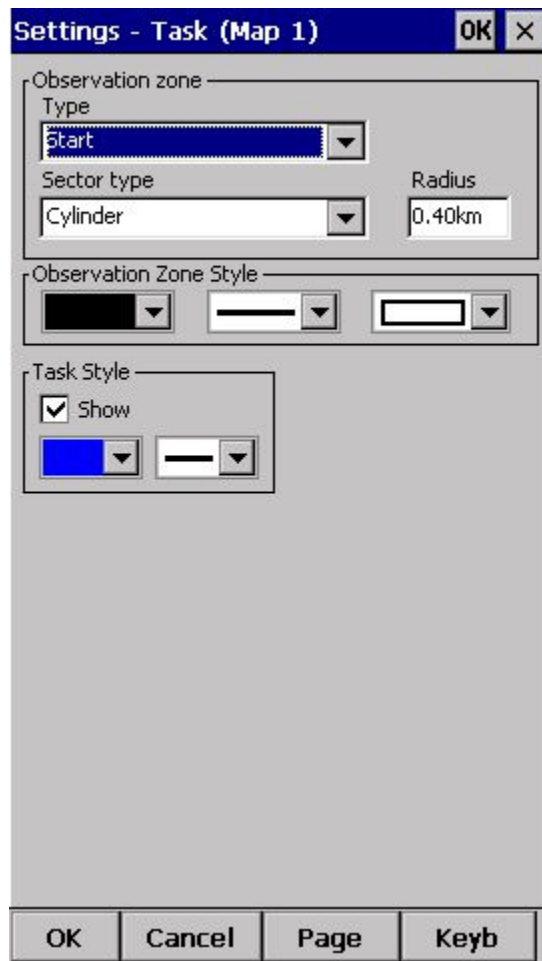 Settings - Task (Map 1) OK ×
Observation zone
Type
Start
Sector type Radius
Cylinder 0.40km
Observation Zone Style
Task Style
Show
OK Cancel Page Keyb